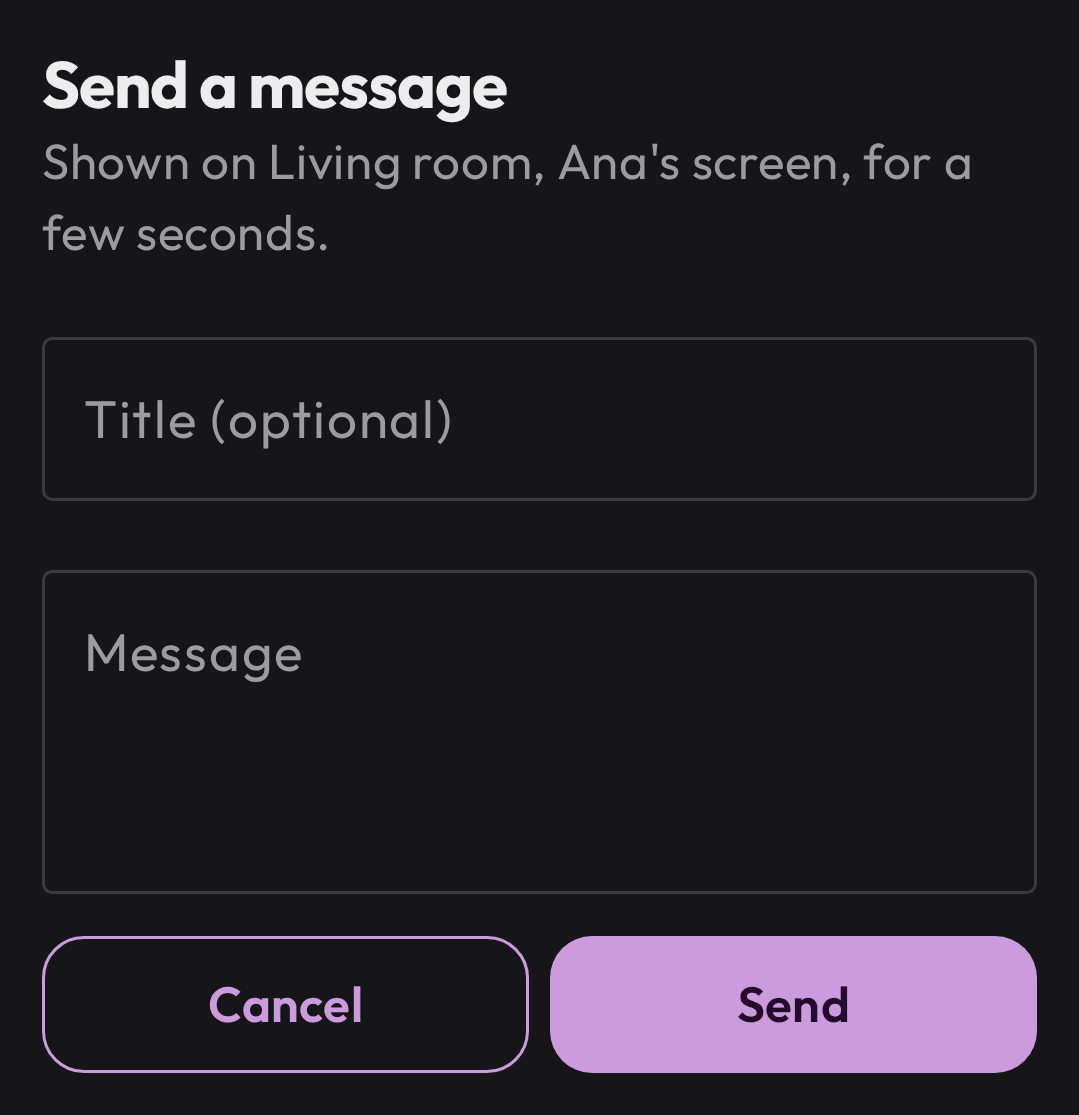 Send a message
Shown on Living room, Ana's screen, for a
few seconds.
Title (optional)
Message
Cancel
Send